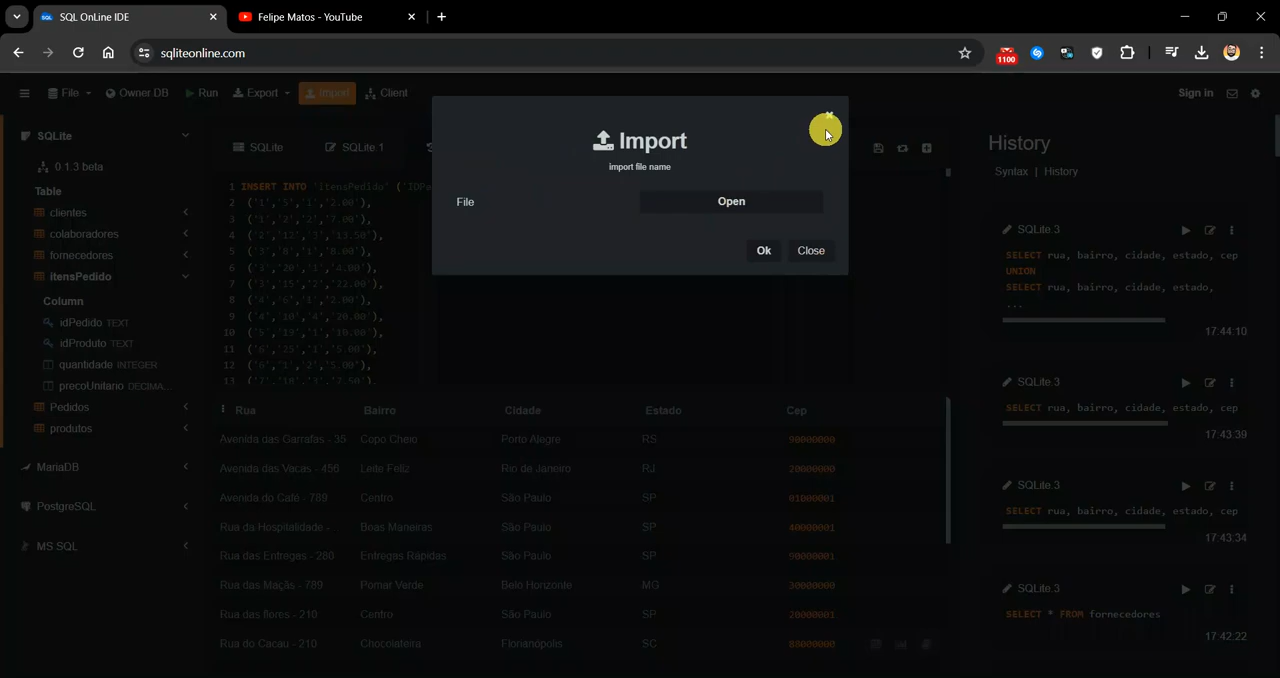 SQL OnLine IDE
Felipe Matos - YouTube
sqliteonline.com
1100
File
Owner DB
Run
Export
Import
Client
Sign in
Import
import file name
File
Open
Ok
Close
SQLite
0.1.3 beta
Table
clientes
colaboradores
fornecedores
itensPedido
Column
idPedido TEXT
idProduto TEXT
quantidade INTEGER
precoUnitario DECIMA...
Pedidos
produtos
MariaDB
PostgreSQL
MS SQL
SQLite
SQLite 1
1 INSERT INTO 'itensPedido' ("IDPa
2 ('1','5','1','2.00'),
3 ('1','2','2','7.00'),
4 ('2','12','3','13.50'),
5 ('3','8','1','8.00'),
6 ('3','20','1','4.00'),
7 ('3','15','2','22.00'),
8 ('4','6','1','2.00'),
9 ('4','10','4','20.00'),
10 ('5','19','1','10.00'),
11 ('6','25','1','5.00'),
12 ('6','1','2','5.00'),
13
Rua Bairro Cidade Estado Cep
Avenida das Garrafas - 35 Copo Cheio Porto Alegre RS 90000000
Avenida das Vacas - 456 Leite Feliz Rio de Janeiro RJ 20000000
Avenida do Café - 789 Centro São Paulo SP 01000001
Rua da Hospitalidade - Boas Maneiras São Paulo SP 40000001
Rua das Entregas - 280 Entregas Rápidas São Paulo SP 90000001
Rua das Maçãs - 789 Pomar Verde Belo Horizonte MG 30000000
Rua das flores - 210 Centro São Paulo SP 20000001
Rua do Cacau - 210 Chocolateira Florianópolis SC 88000000
History
Syntax | History
SQLite.3
SELECT rua, bairro, cidade, estado, cep
UNION
SELECT rua, bairro, cidade, estado,
...
17:44:10
SQLite.3
SELECT rua, bairro, cidade, estado, cep
17:43:39
SQLite.3
SELECT rua, bairro, cidade, estado, cep
17:43:34
SQLite.3
SELECT * FROM fornecedores
17:42:22